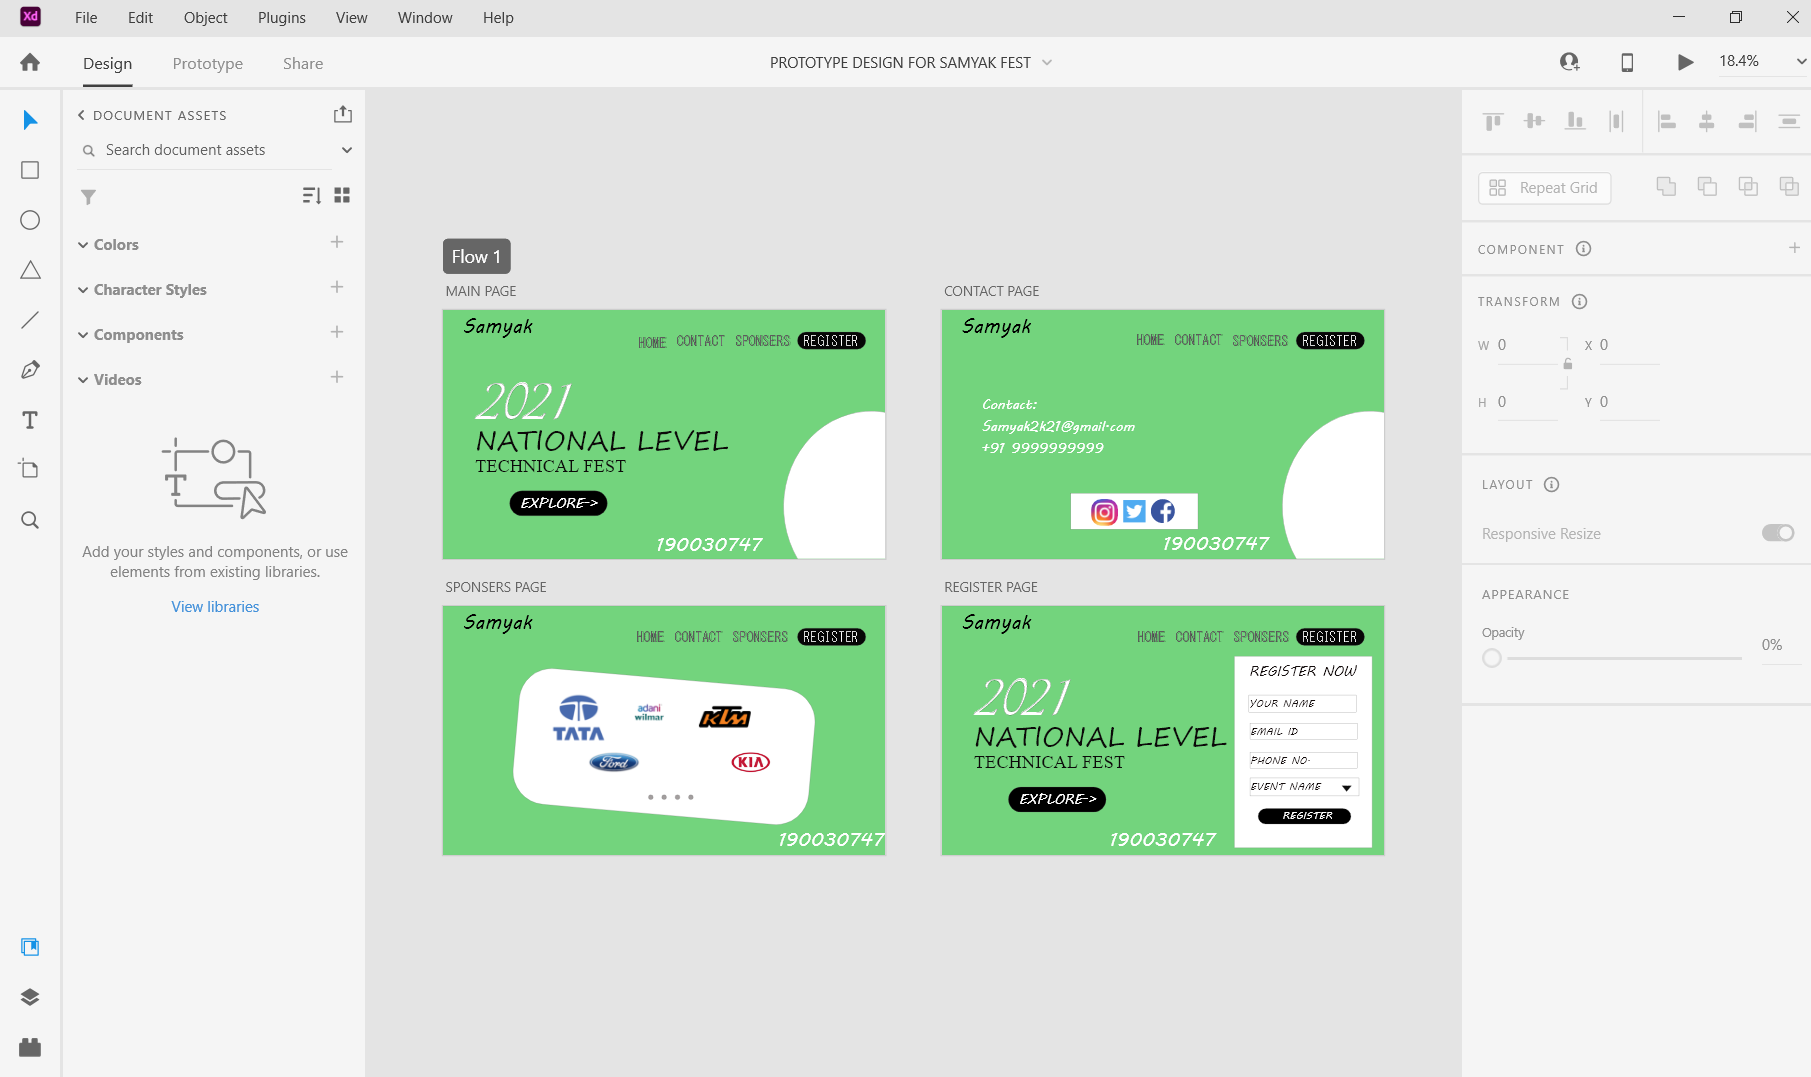 Xd File Edit Object Plugins View Window Help
Design Prototype Share PROTOTYPE DESIGN FOR SAMYAK FEST 18.4%
DOCUMENT ASSETS
Search document assets
Colors
Character Styles
Components
Videos
Add your styles and components, or use
elements from existing libraries.
View libraries
Flow 1
MAIN PAGE
Samyak
HOME CONTACT SPONSERS REGISTER
2021
NATIONAL LEVEL
TECHNICAL FEST
EXPLORE->
190030747
CONTACT PAGE
Samyak
HOME CONTACT SPONSERS REGISTER
Contact:
Samyak2k21@gmail.com
+91 9999999999
190030747
SPONSERS PAGE
Samyak
HOME CONTACT SPONSERS REGISTER
TATA
adani
wilmar
KTM
Ford
KIA
190030747
REGISTER PAGE
Samyak
HOME CONTACT SPONSERS REGISTER
2021
NATIONAL LEVEL
TECHNICAL FEST
EXPLORE->
190030747
REGISTER NOW
YOUR NAME
EMAIL ID
PHONE NO.
EVENT NAME
REGISTER
Repeat Grid
COMPONENT
TRANSFORM
W 0 X 0
H 0 Y 0
LAYOUT
Responsive Resize
APPEARANCE
Opacity
0%